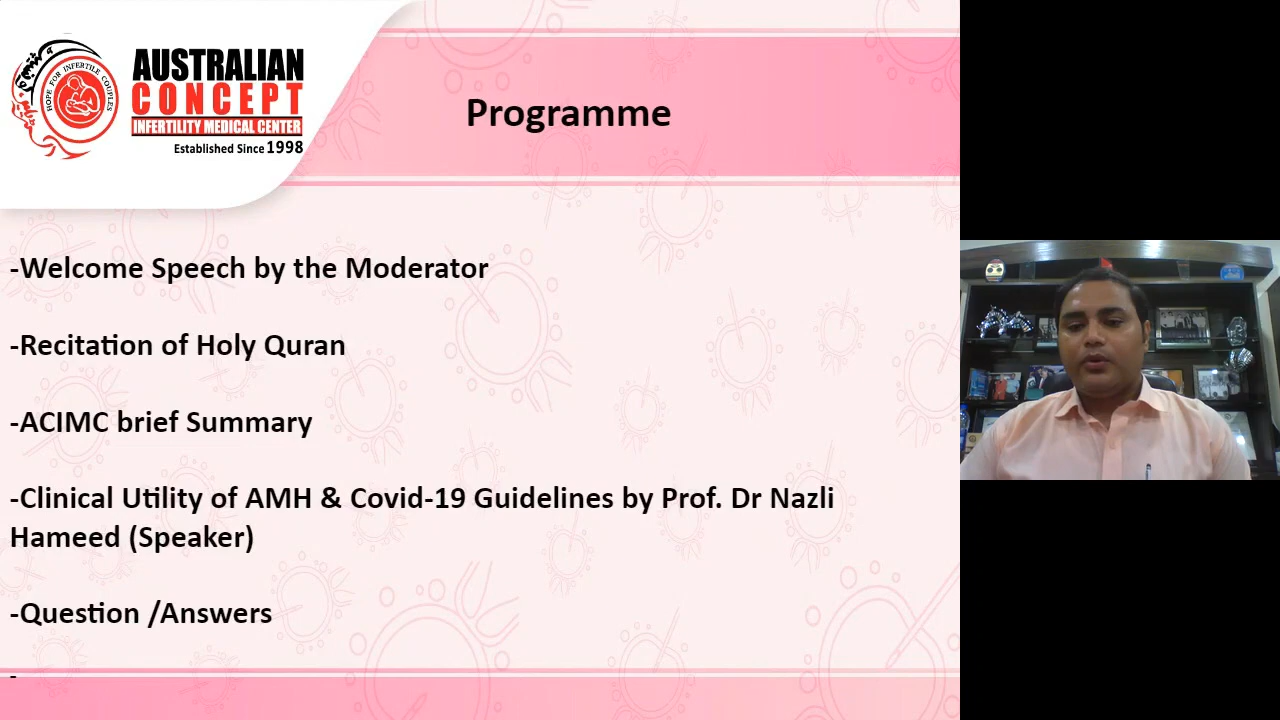 HOPE FOR INFERTILE COUPLES
AUSTRALIAN
CONCEPT
INFERTILITY MEDICAL CENTER
Established Since 1998
Programme
-Welcome Speech by the Moderator
-Recitation of Holy Quran
-ACIMC brief Summary
-Clinical Utility of AMH & Covid-19 Guidelines by Prof. Dr Nazli
Hameed (Speaker)
-Question /Answers
-